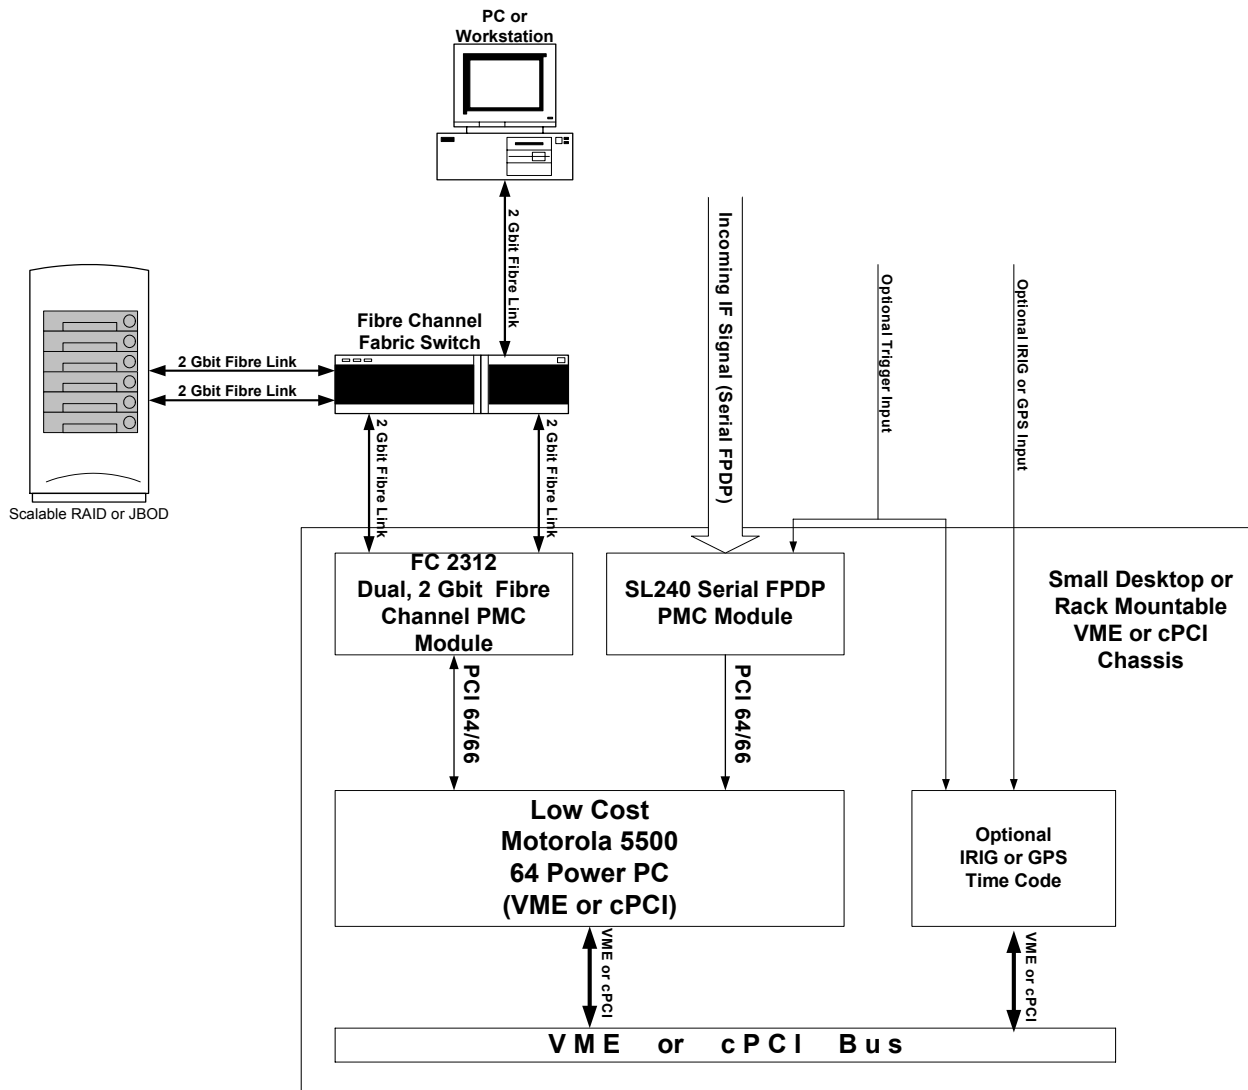 PC or
Workstation
2 Gbit Fibre Link
Incoming IF Signal (Serial FPDP)
Optional Trigger Input
Optional IRIG or GPS Input
Fibre Channel
Fabric Switch
2 Gbit Fibre Link
2 Gbit Fibre Link
2 Gbit Fibre Link
2 Gbit Fibre Link
Scalable RAID or JBOD
FC 2312
Dual, 2 Gbit Fibre
Channel PMC
Module
SL240 Serial FPDP
PMC Module
Small Desktop or
Rack Mountable
VME or cPCI
Chassis
PCI 64/66
PCI 64/66
Low Cost
Motorola 5500
64 Power PC
(VME or cPCI)
Optional
IRIG or GPS
Time Code
VME or cPCI
VME or cPCI
VME or cPCI Bus